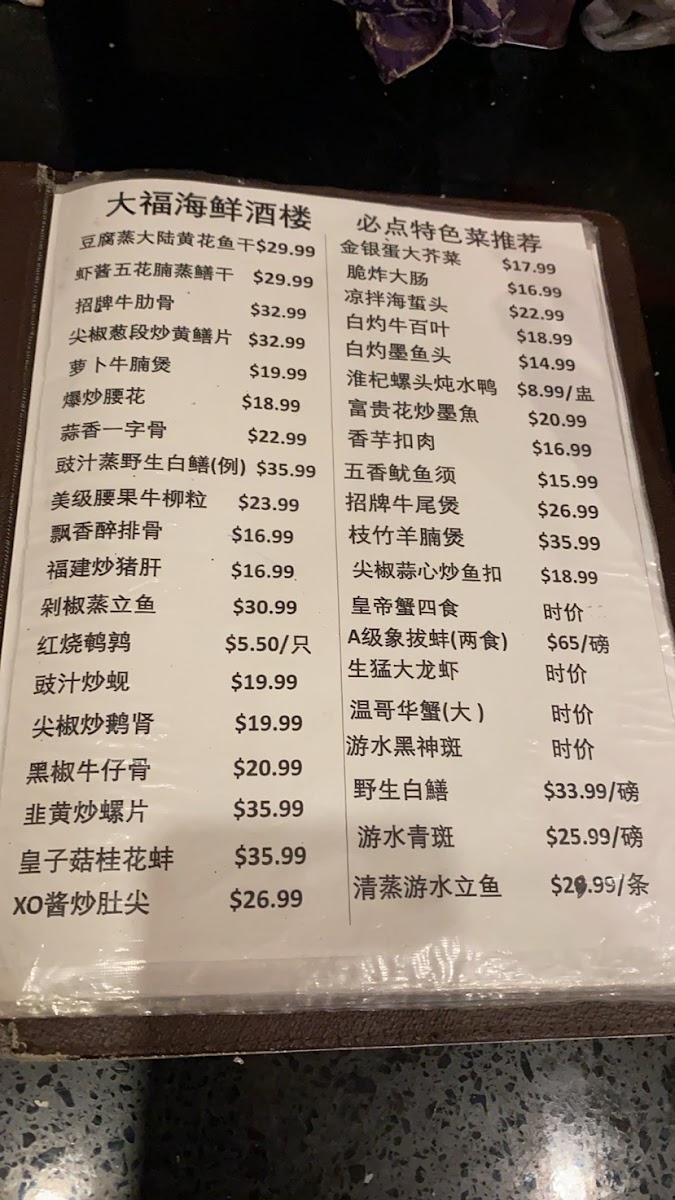 大福海鲜酒楼
豆腐蒸大陆黄花鱼干$29.99
虾酱五花腩蒸鳝干 $29.99
招牌牛肋骨 $32.99
尖椒葱段炒黄鳝片 $32.99
萝卜牛腩煲 $19.99
爆炒腰花 $18.99
蒜香一字骨 $22.99
豉汁蒸野生白鳝(例) $35.99
美级腰果牛柳粒 $23.99
飘香醉排骨 $16.99
福建炒猪肝 $16.99
剁椒蒸立鱼 $30.99
红烧鹌鹑 $5.50/只
豉汁炒蚬 $19.99
尖椒炒鹅肾 $19.99
黑椒牛仔骨 $20.99
韭黄炒螺片 $35.99
皇子菇桂花蚌 $35.99
XO酱炒肚尖 $26.99
必点特色菜推荐
金银蛋大芥菜 $17.99
脆炸大肠 $16.99
凉拌海蜇头 $22.99
白灼牛百叶 $18.99
白灼墨鱼头 $14.99
淮杞螺头炖水鸭 $8.99/盅
富贵花炒墨魚 $20.99
香芋扣肉 $16.99
五香鱿鱼须 $15.99
招牌牛尾煲 $26.99
枝竹羊腩煲 $35.99
尖椒蒜心炒鱼扣 $18.99
皇帝蟹四食 时价
A级象拔蚌(两食) $65/磅
生猛大龙虾 时价
温哥华蟹(大) 时价
游水黑神斑 时价
野生白鳝 $33.99/磅
游水青斑 $25.99/磅
清蒸游水立鱼 $29.99/条